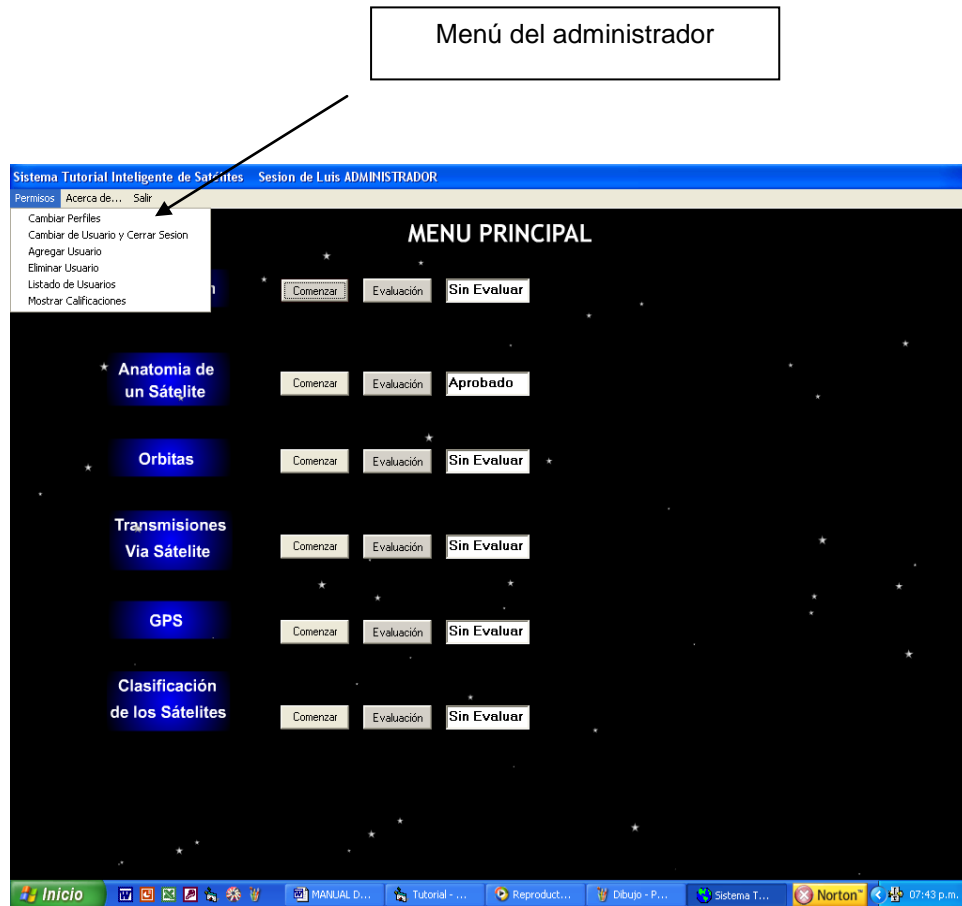 Menú del administrador
Sistema Tutorial Inteligente de Satélites Sesion de Luis ADMINISTRADOR
Permisos Acerca de... Salir
Cambiar Perfiles
Cambiar de Usuario y Cerrar Sesion
Agregar Usuario
Eliminar Usuario
Listado de Usuarios
Mostrar Calificaciones
MENU PRINCIPAL
Comenzar Evaluación Sin Evaluar
Anatomia de
un Sátelite
Comenzar Evaluación Aprobado
Orbitas
Comenzar Evaluación Sin Evaluar
Transmisiones
Via Sátelite
Comenzar Evaluación Sin Evaluar
GPS
Comenzar Evaluación Sin Evaluar
Clasificación
de los Sátelites
Comenzar Evaluación Sin Evaluar
Inicio MANUAL D... Tutorial - ... Reproduct... Dibujo - P... Sistema T... Norton™ 07:43 p.m.